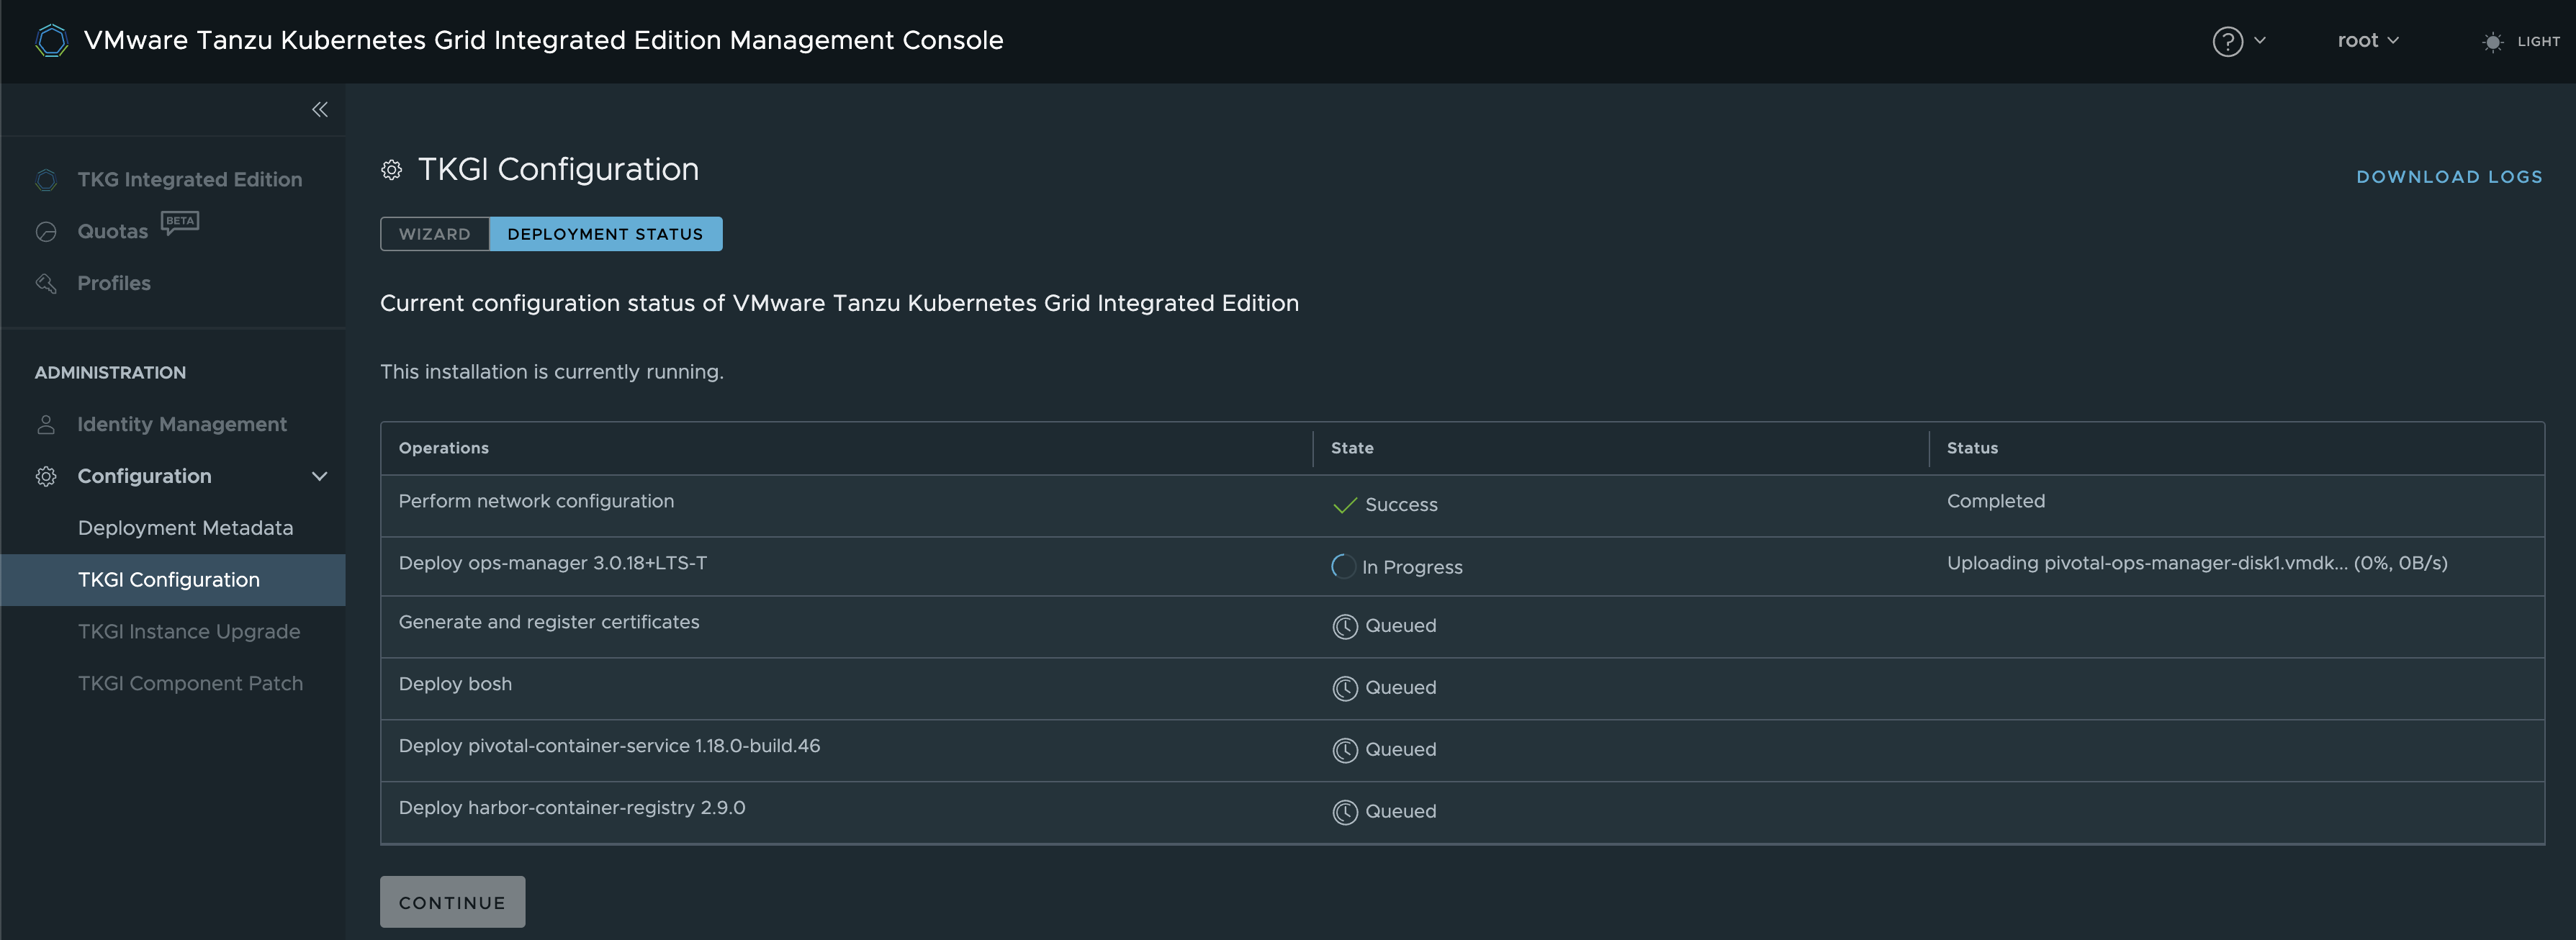 VMware Tanzu Kubernetes Grid Integrated Edition Management Console
?
root
LIGHT
TKG Integrated Edition
Quotas BETA
Profiles
ADMINISTRATION
Identity Management
Configuration
Deployment Metadata
TKGI Configuration
TKGI Instance Upgrade
TKGI Component Patch
TKGI Configuration
DOWNLOAD LOGS
WIZARD DEPLOYMENT STATUS
Current configuration status of VMware Tanzu Kubernetes Grid Integrated Edition
This installation is currently running.
Operations State Status
Perform network configuration Success Completed
Deploy ops-manager 3.0.18+LTS-T In Progress Uploading pivotal-ops-manager-disk1.vmdk... (0%, 0B/s)
Generate and register certificates Queued
Deploy bosh Queued
Deploy pivotal-container-service 1.18.0-build.46 Queued
Deploy harbor-container-registry 2.9.0 Queued
CONTINUE